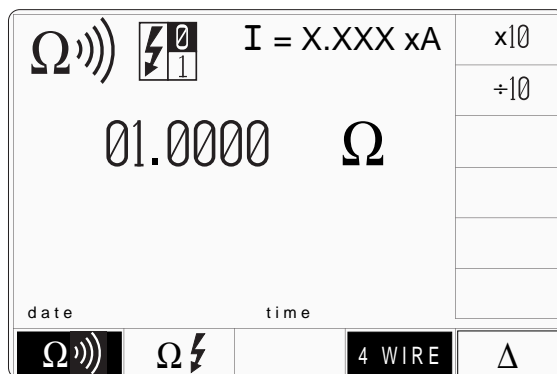 Ω 0 I = X.XXX xA x10
1
÷10
01.0000 Ω
date time
Ω Ω 4 WIRE Δ